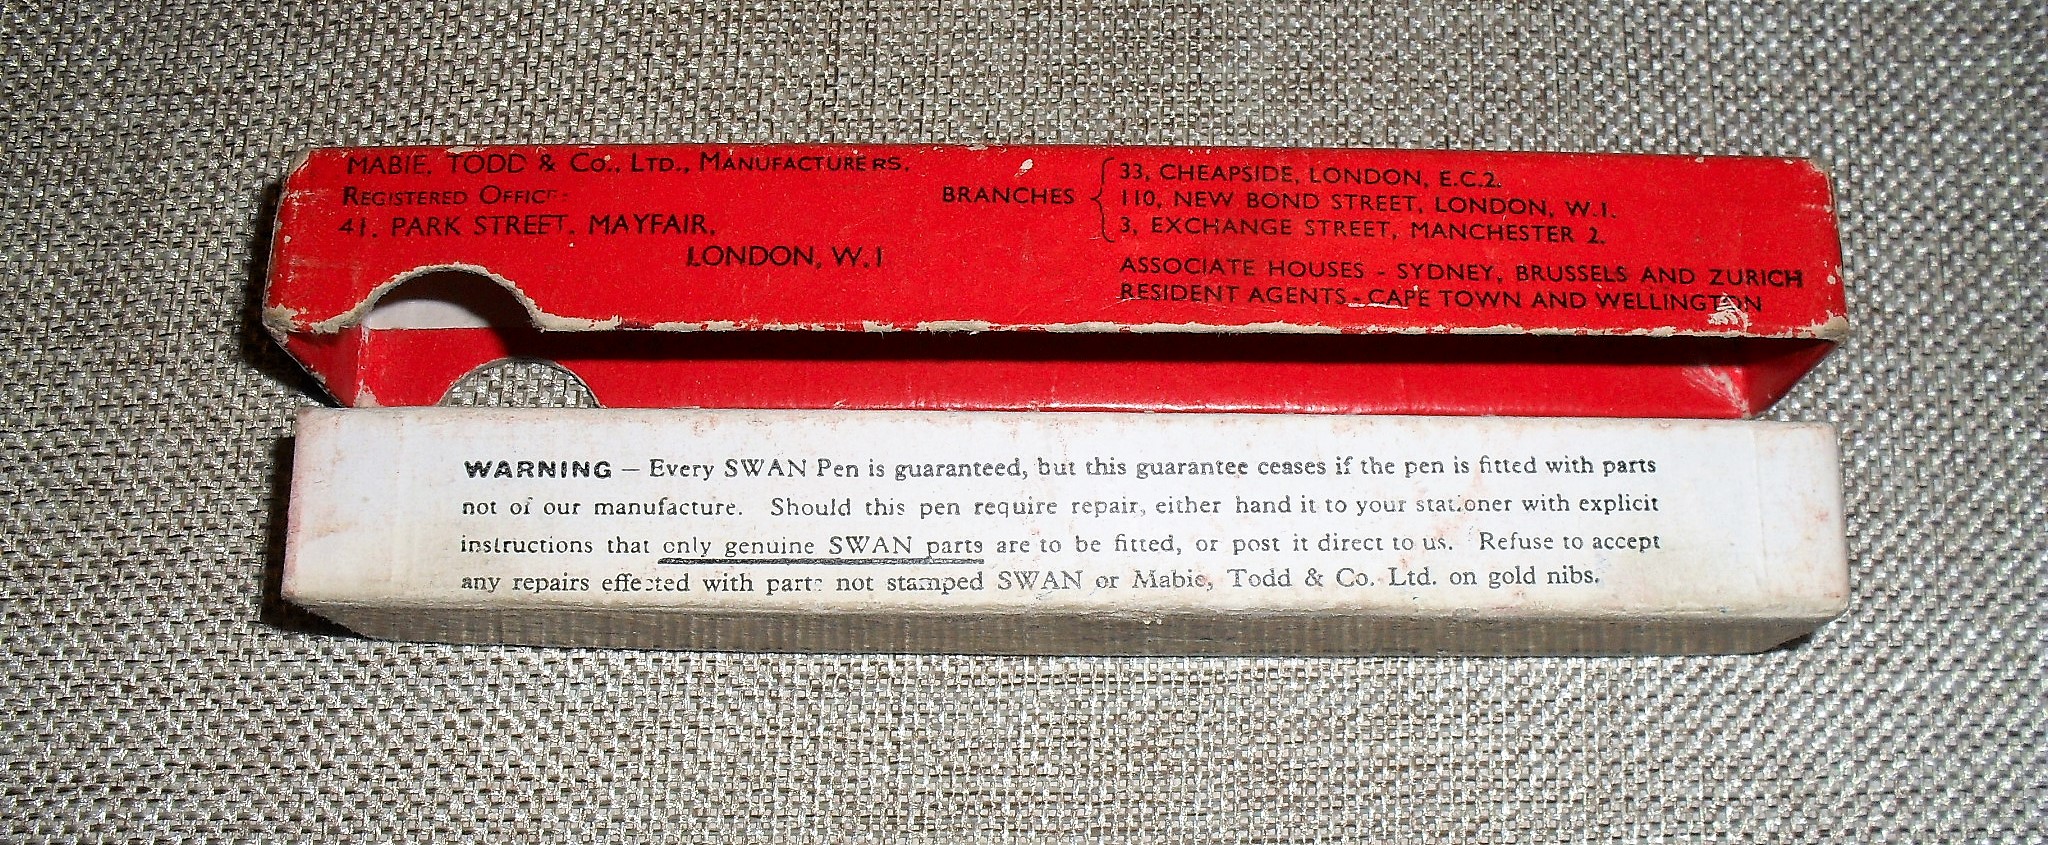 MABIE, TODD & Co., LTD., MANUFACTURERS.
REGISTERED OFFICE:
41, PARK STREET, MAYFAIR,
LONDON, W.1
BRANCHES
33, CHEAPSIDE, LONDON, E.C.2.
110, NEW BOND STREET, LONDON, W.1.
3, EXCHANGE STREET, MANCHESTER 2.
ASSOCIATE HOUSES - SYDNEY, BRUSSELS AND ZURICH
RESIDENT AGENTS - CAPE TOWN AND WELLINGTON
WARNING — Every SWAN Pen is guaranteed, but this guarantee ceases if the pen is fitted with parts
not of our manufacture. Should this pen require repair, either hand it to your stationer with explicit
instructions that only genuine SWAN parts are to be fitted, or post it direct to us. Refuse to accept
any repairs effected with parts not stamped SWAN or Mabie, Todd & Co. Ltd. on gold nibs.